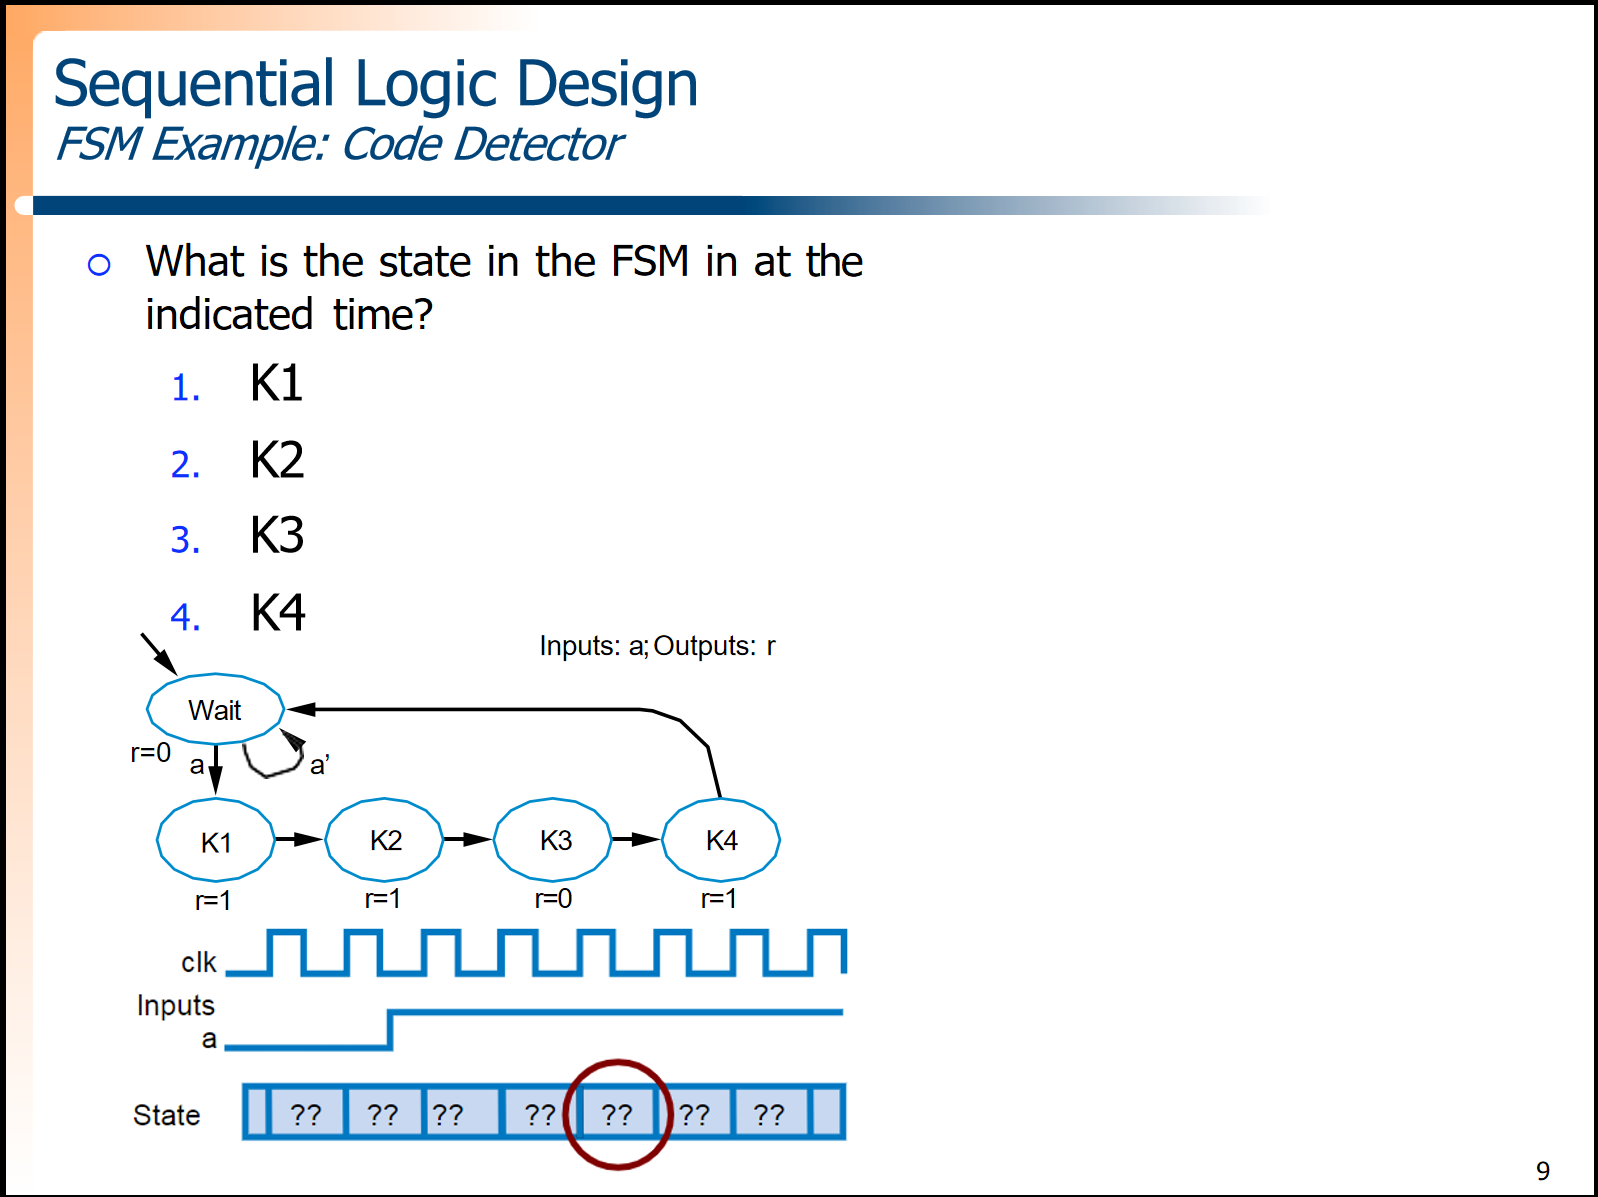 Sequential Logic Design
FSM Example: Code Detector
What is the state in the FSM in at the
indicated time?
1. K1
2. K2
3. K3
4. K4
Inputs: a; Outputs: r
Wait
r=0
a
a’
K1
K2
K3
K4
r=1
r=1
r=0
r=1
clk
Inputs
a
State
?? ?? ?? ?? ?? ?? ??
9